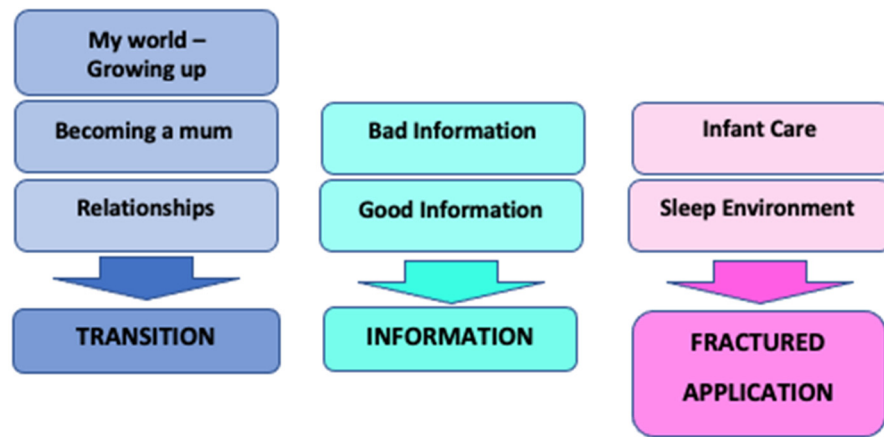 My world –
Growing up
Becoming a mum
Relationships
TRANSITION
Bad Information
Good Information
INFORMATION
Infant Care
Sleep Environment
FRACTURED
APPLICATION